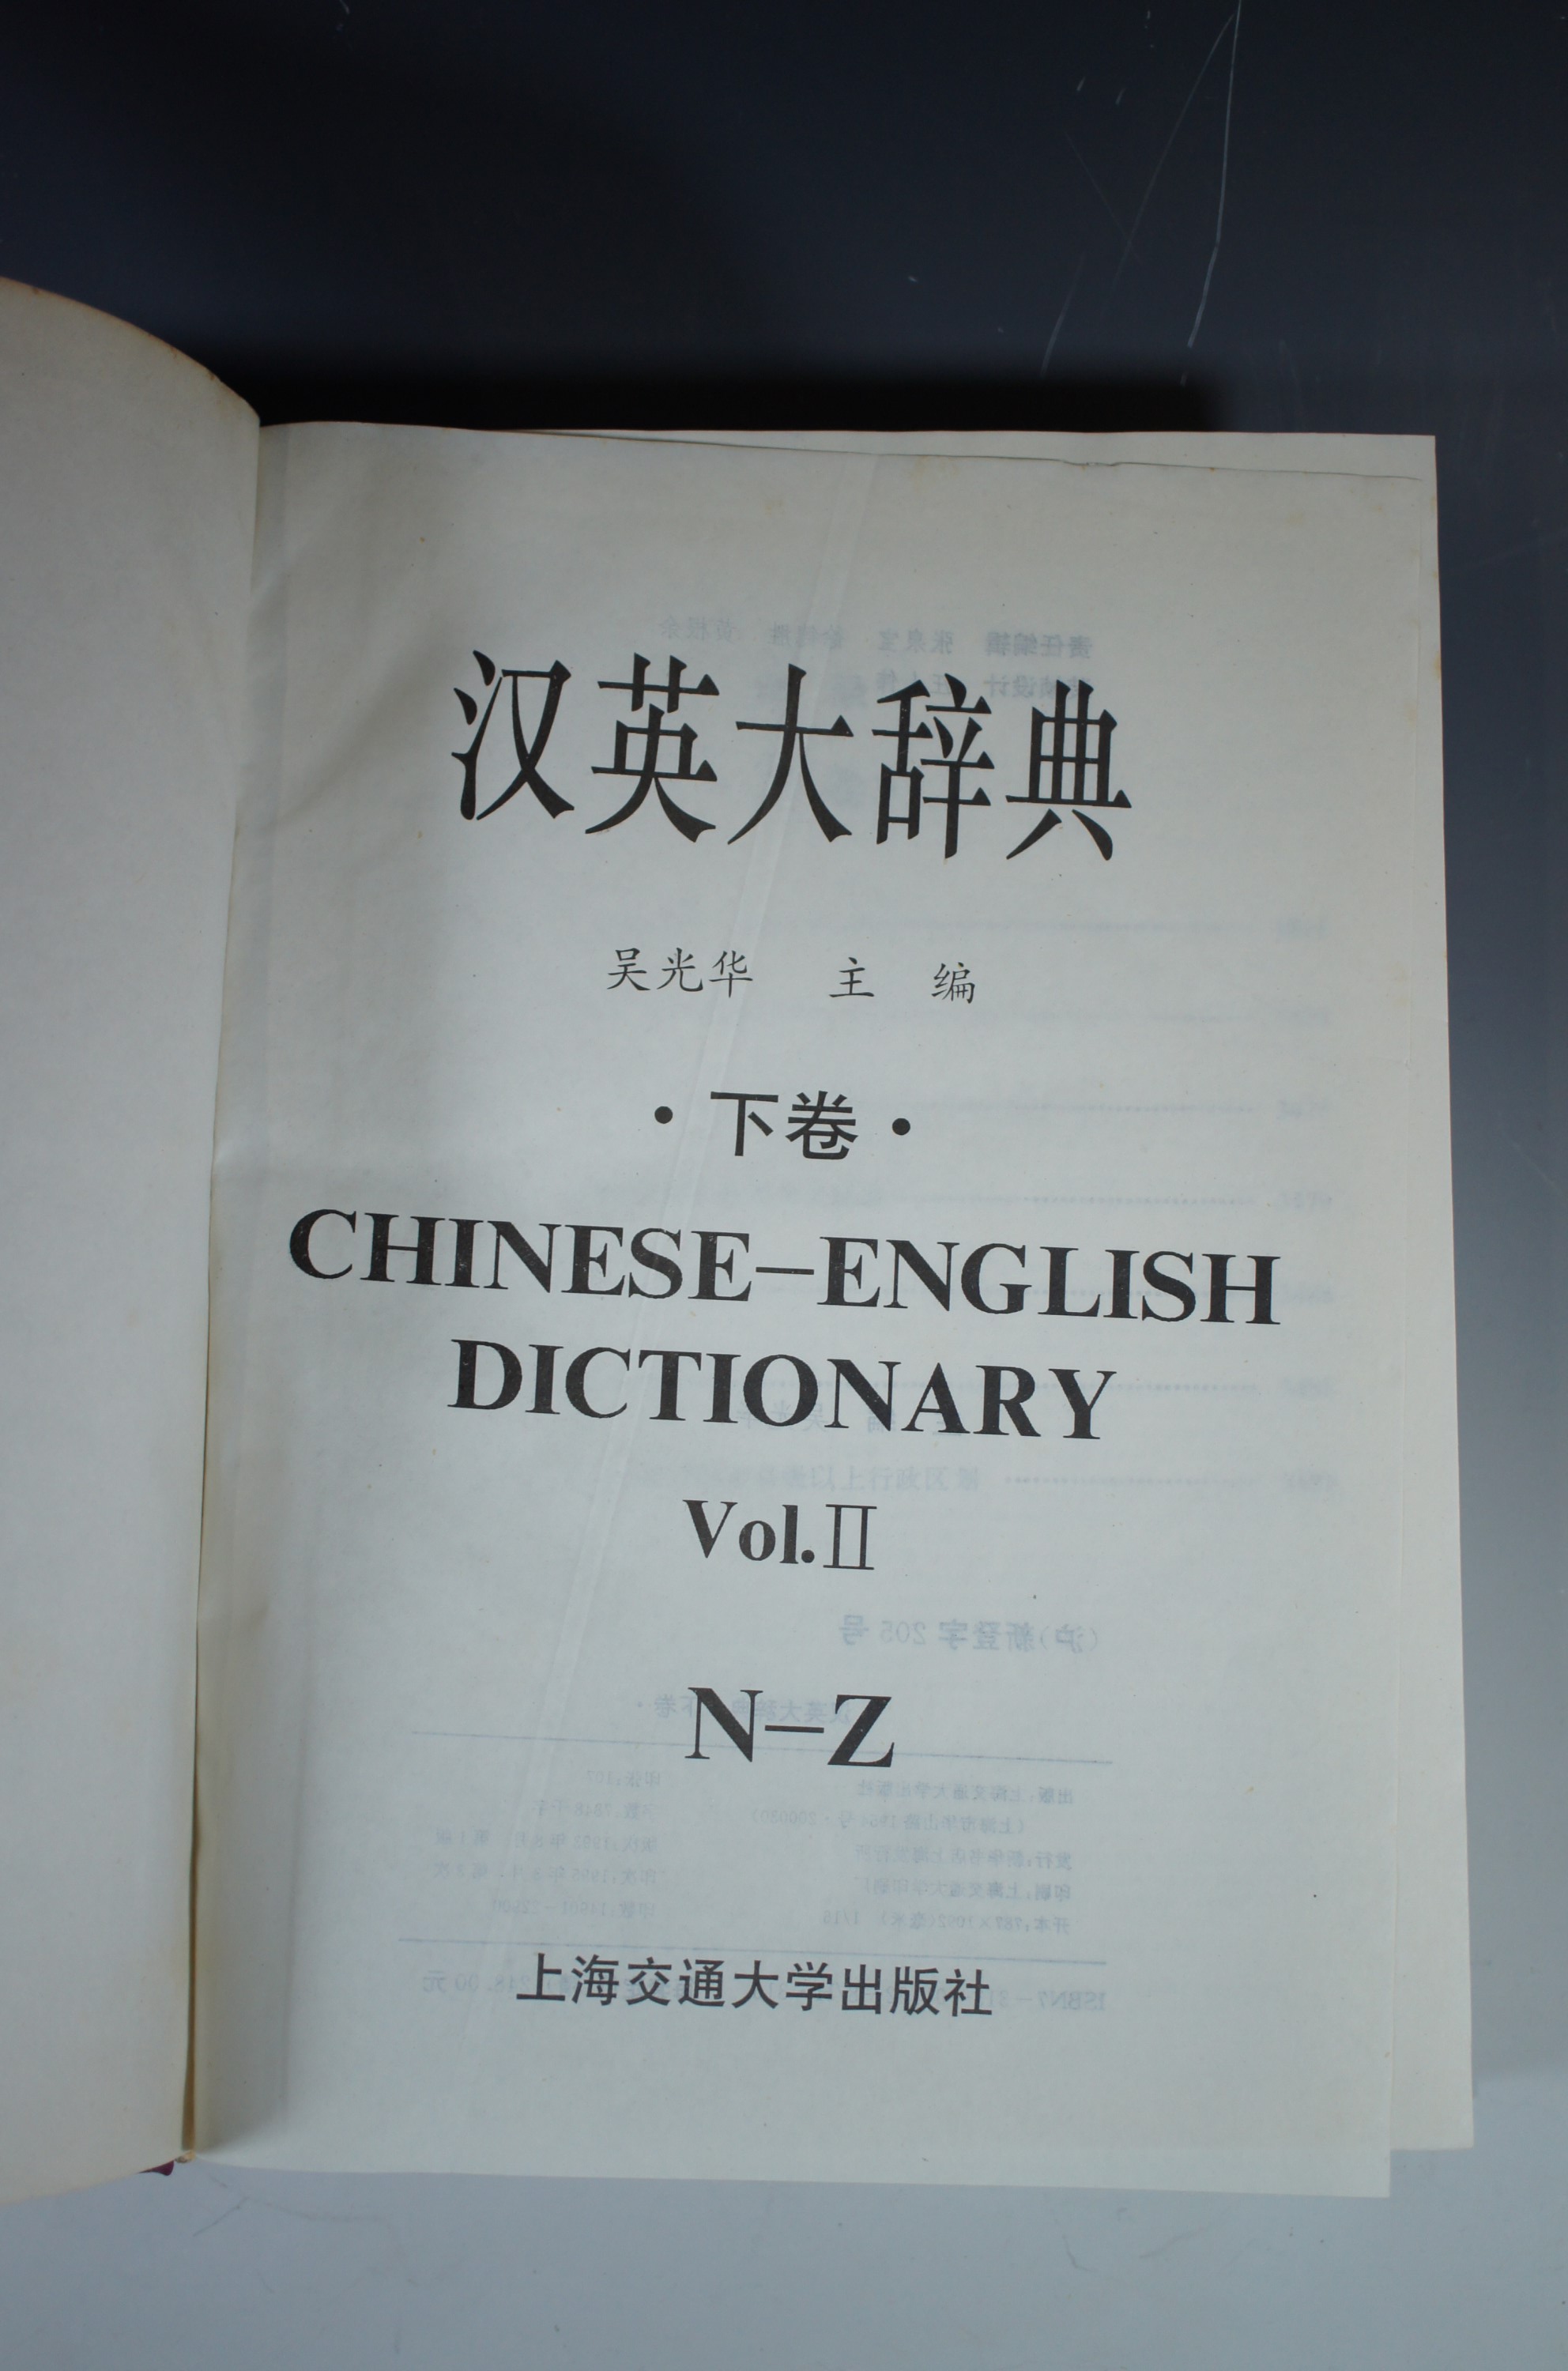 汉英大辞典
吴光华 主 编
·下卷·
CHINESE–ENGLISH
DICTIONARY
Vol.Ⅱ
N–Z
上海交通大学出版社